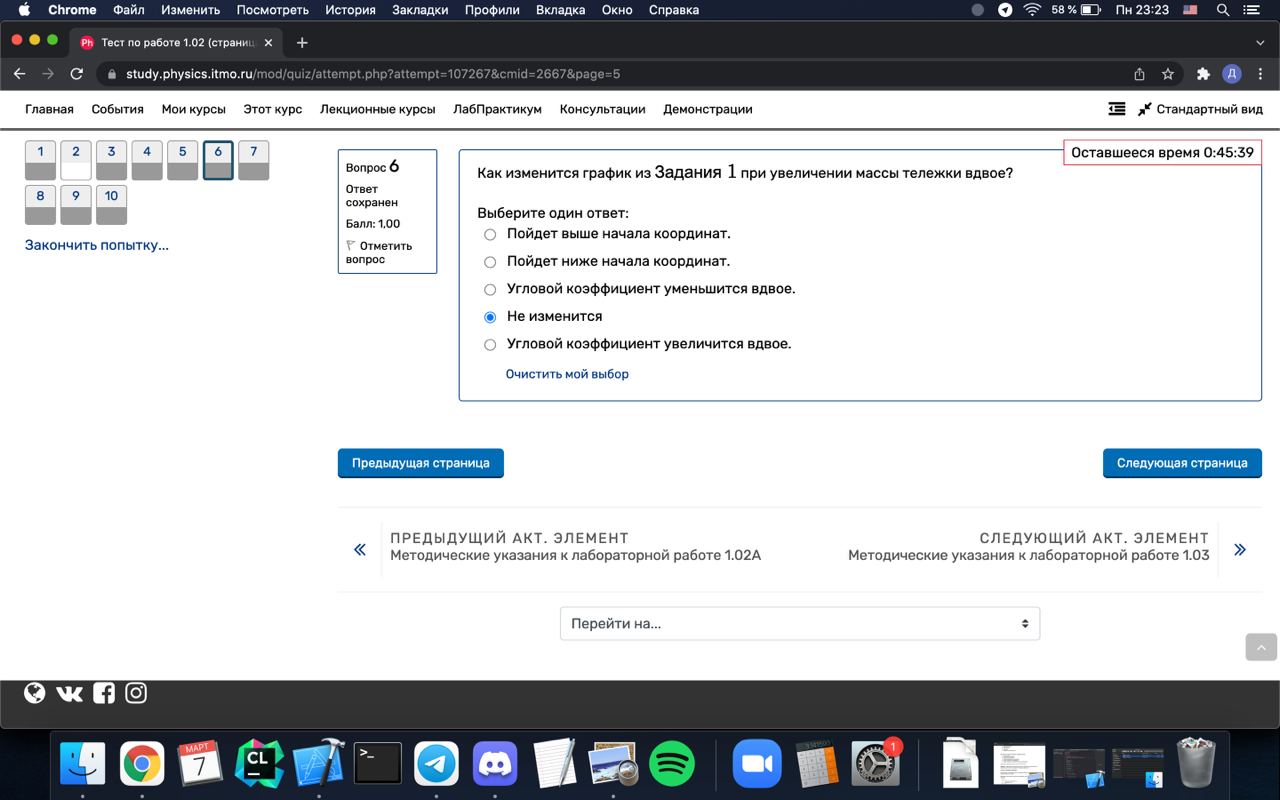 Chrome Файл Изменить Посмотреть История Закладки Профили Вкладка Окно Справка 58 % Пн 23:23
Ph Тест по работе 1.02 (страниц
study.physics.itmo.ru/mod/quiz/attempt.php?attempt=107267&cmid=2667&page=5 Д
Главная События Мои курсы Этот курс Лекционные курсы ЛабПрактикум Консультации Демонстрации Стандартный вид
Оставшееся время 0:45:39
1 2 3 4 5 6 7
8 9 10
Закончить попытку...
Вопрос 6
Ответ
сохранен
Балл: 1,00
Отметить
вопрос
Как изменится график из Задания 1 при увеличении массы тележки вдвое?
Выберите один ответ:
Пойдет выше начала координат.
Пойдет ниже начала координат.
Угловой коэффициент уменьшится вдвое.
Не изменится
Угловой коэффициент увеличится вдвое.
Очистить мой выбор
Предыдущая страница Следующая страница
ПРЕДЫДУЩИЙ АКТ. ЭЛЕМЕНТ
Методические указания к лабораторной работе 1.02А
СЛЕДУЮЩИЙ АКТ. ЭЛЕМЕНТ
Методические указания к лабораторной работе 1.03
Перейти на...
МАРТ
7
CL
1